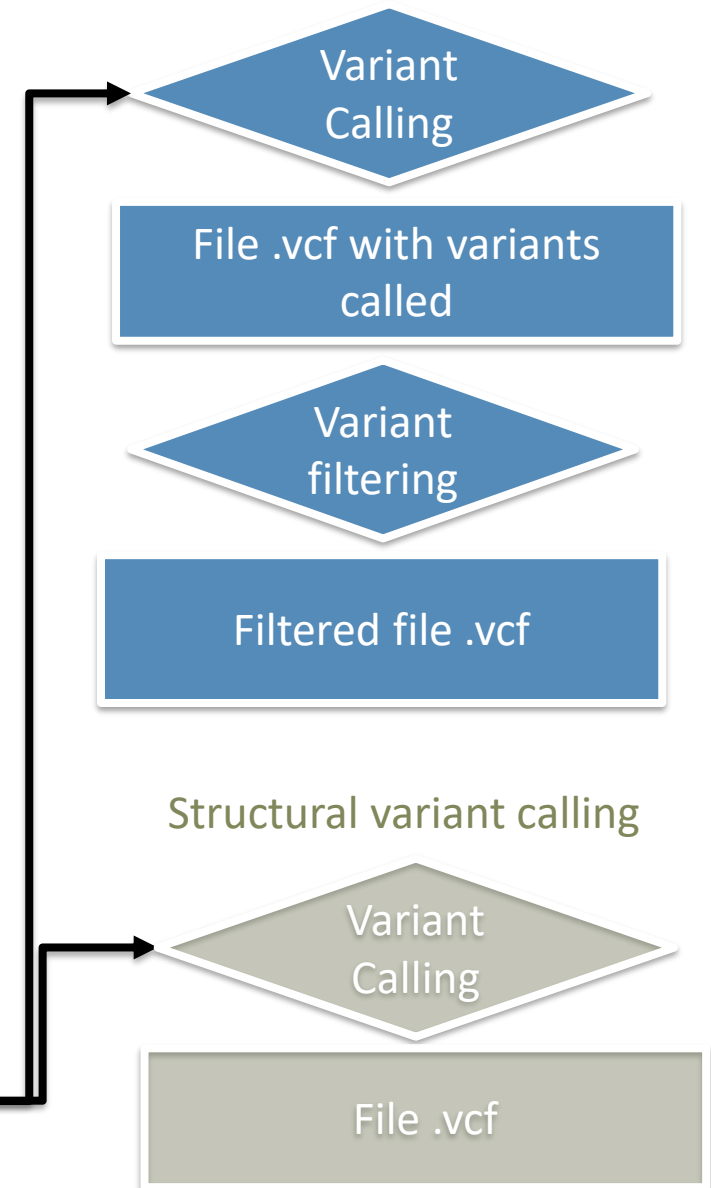 Variant
Calling
File .vcf with variants
called
Variant
filtering
Filtered file .vcf
Structural variant calling
Variant
Calling
File .vcf